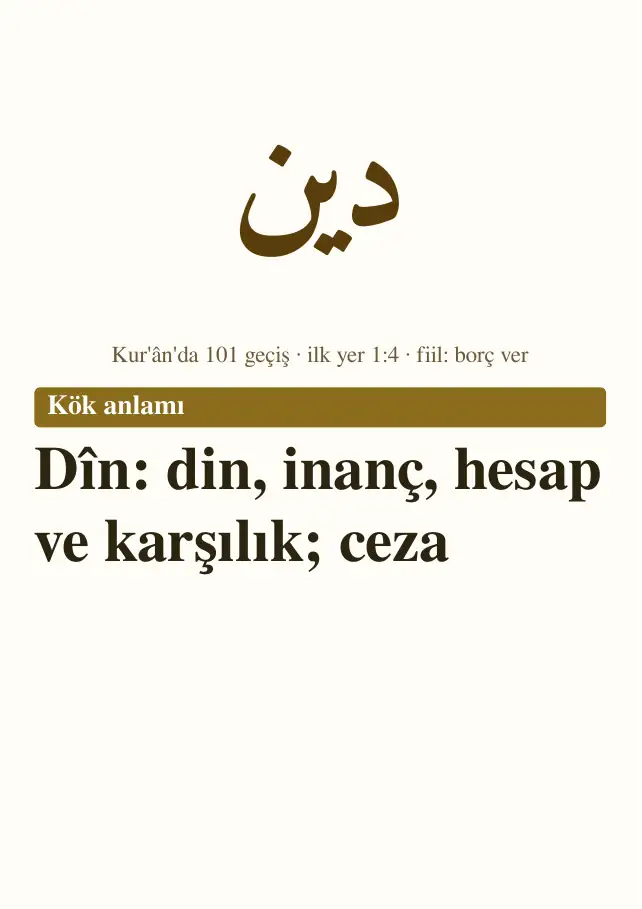 دين
Kur'ân'da 101 geçiş · ilk yer 1:4 · fiil: borç ver
Kök anlamı
Dîn: din, inanç, hesap
ve karşılık; ceza